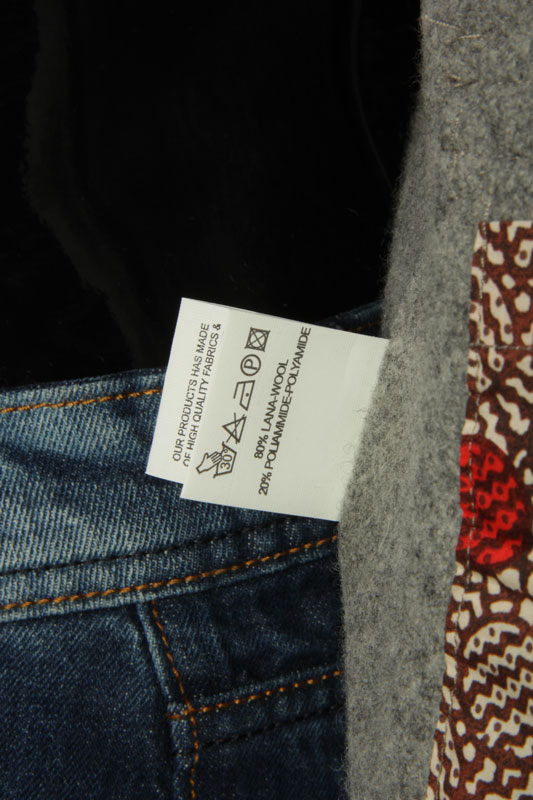 OUR PRODUCTS HAS MADE
OF HIGH QUALITY FABRICS &
30°
P
80% LANA-WOOL
20% POLIAMMIDE-POLYAMIDE